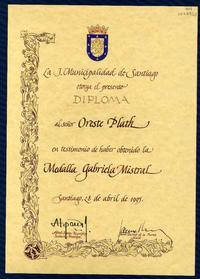 La I. Municipalidad de Santiago
otorga el presente
DIPLOMA
al señor Oreste Plath
en testimonio de haber obtenido la
Medalla Gabriela Mistral
Santiago, 28 de abril de 1995.